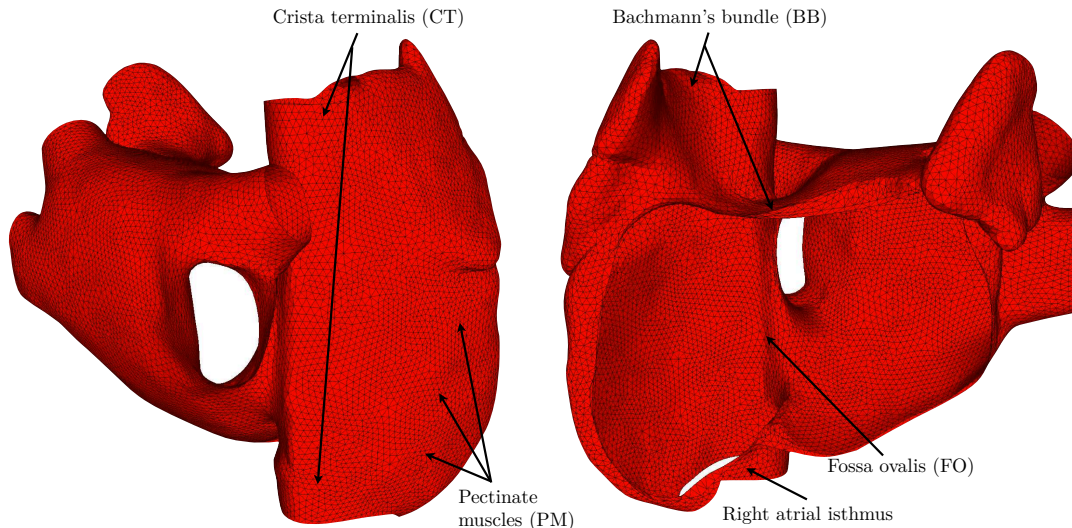 Crista terminalis (CT)
Bachmann's bundle (BB)
Pectinate
muscles (PM)
Fossa ovalis (FO)
Right atrial isthmus